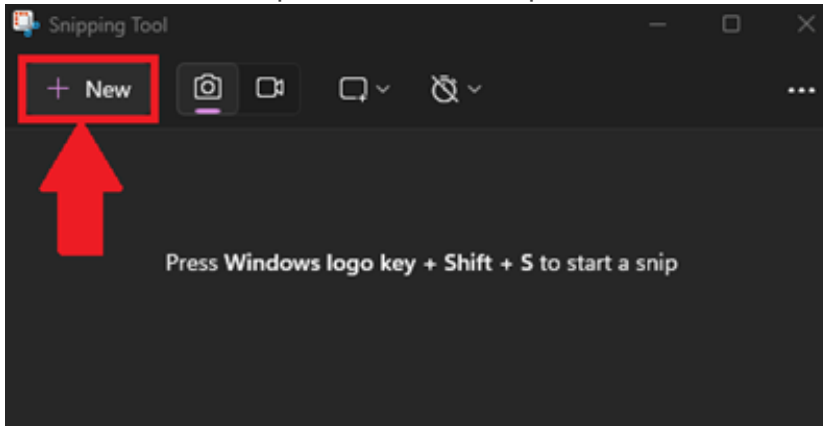 Snipping Tool
+ New
Press Windows logo key + Shift + S to start a snip